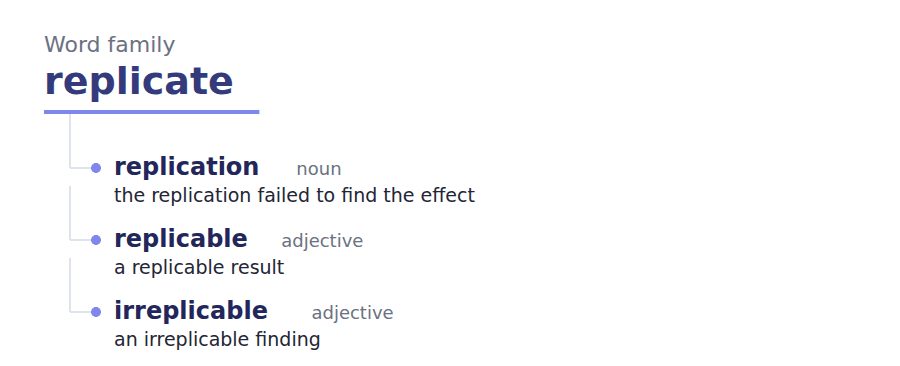 Word family
replicate
replication noun
the replication failed to find the effect
replicable adjective
a replicable result
irreplicable adjective
an irreplicable finding